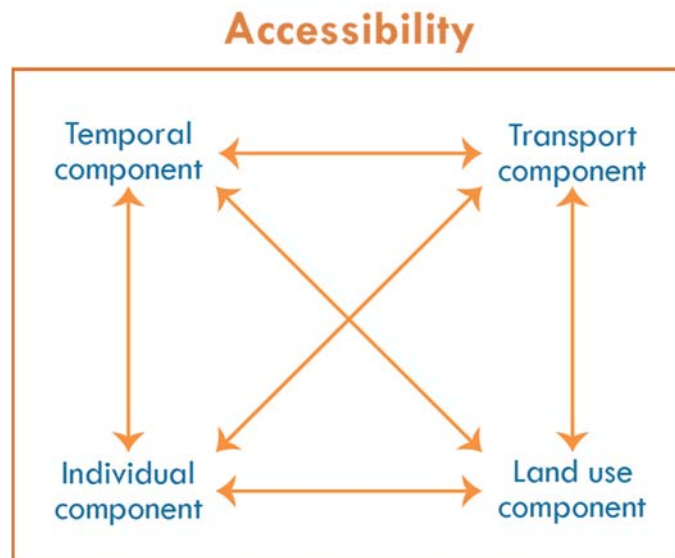 Accessibility
Temporal
component
Transport
component
Individual
component
Land use
component